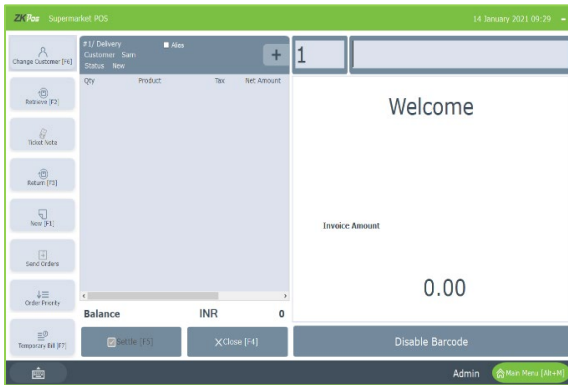 ZKPos Supermarket POS 14 January 2021 09:29
Change Customer [F6]
Retrieve [F2]
Ticket Note
Return [F3]
New [F1]
Send Orders
Order Priority
Temporary Bill [F7]
#1/ Delivery Alas
Customer Sam
Status New
+
Qty Product Tax Net Amount
Balance INR 0
Settle [F5] Close [F4]
1
Welcome
Invoice Amount
0.00
Disable Barcode
Admin Main Menu [Alt+M]